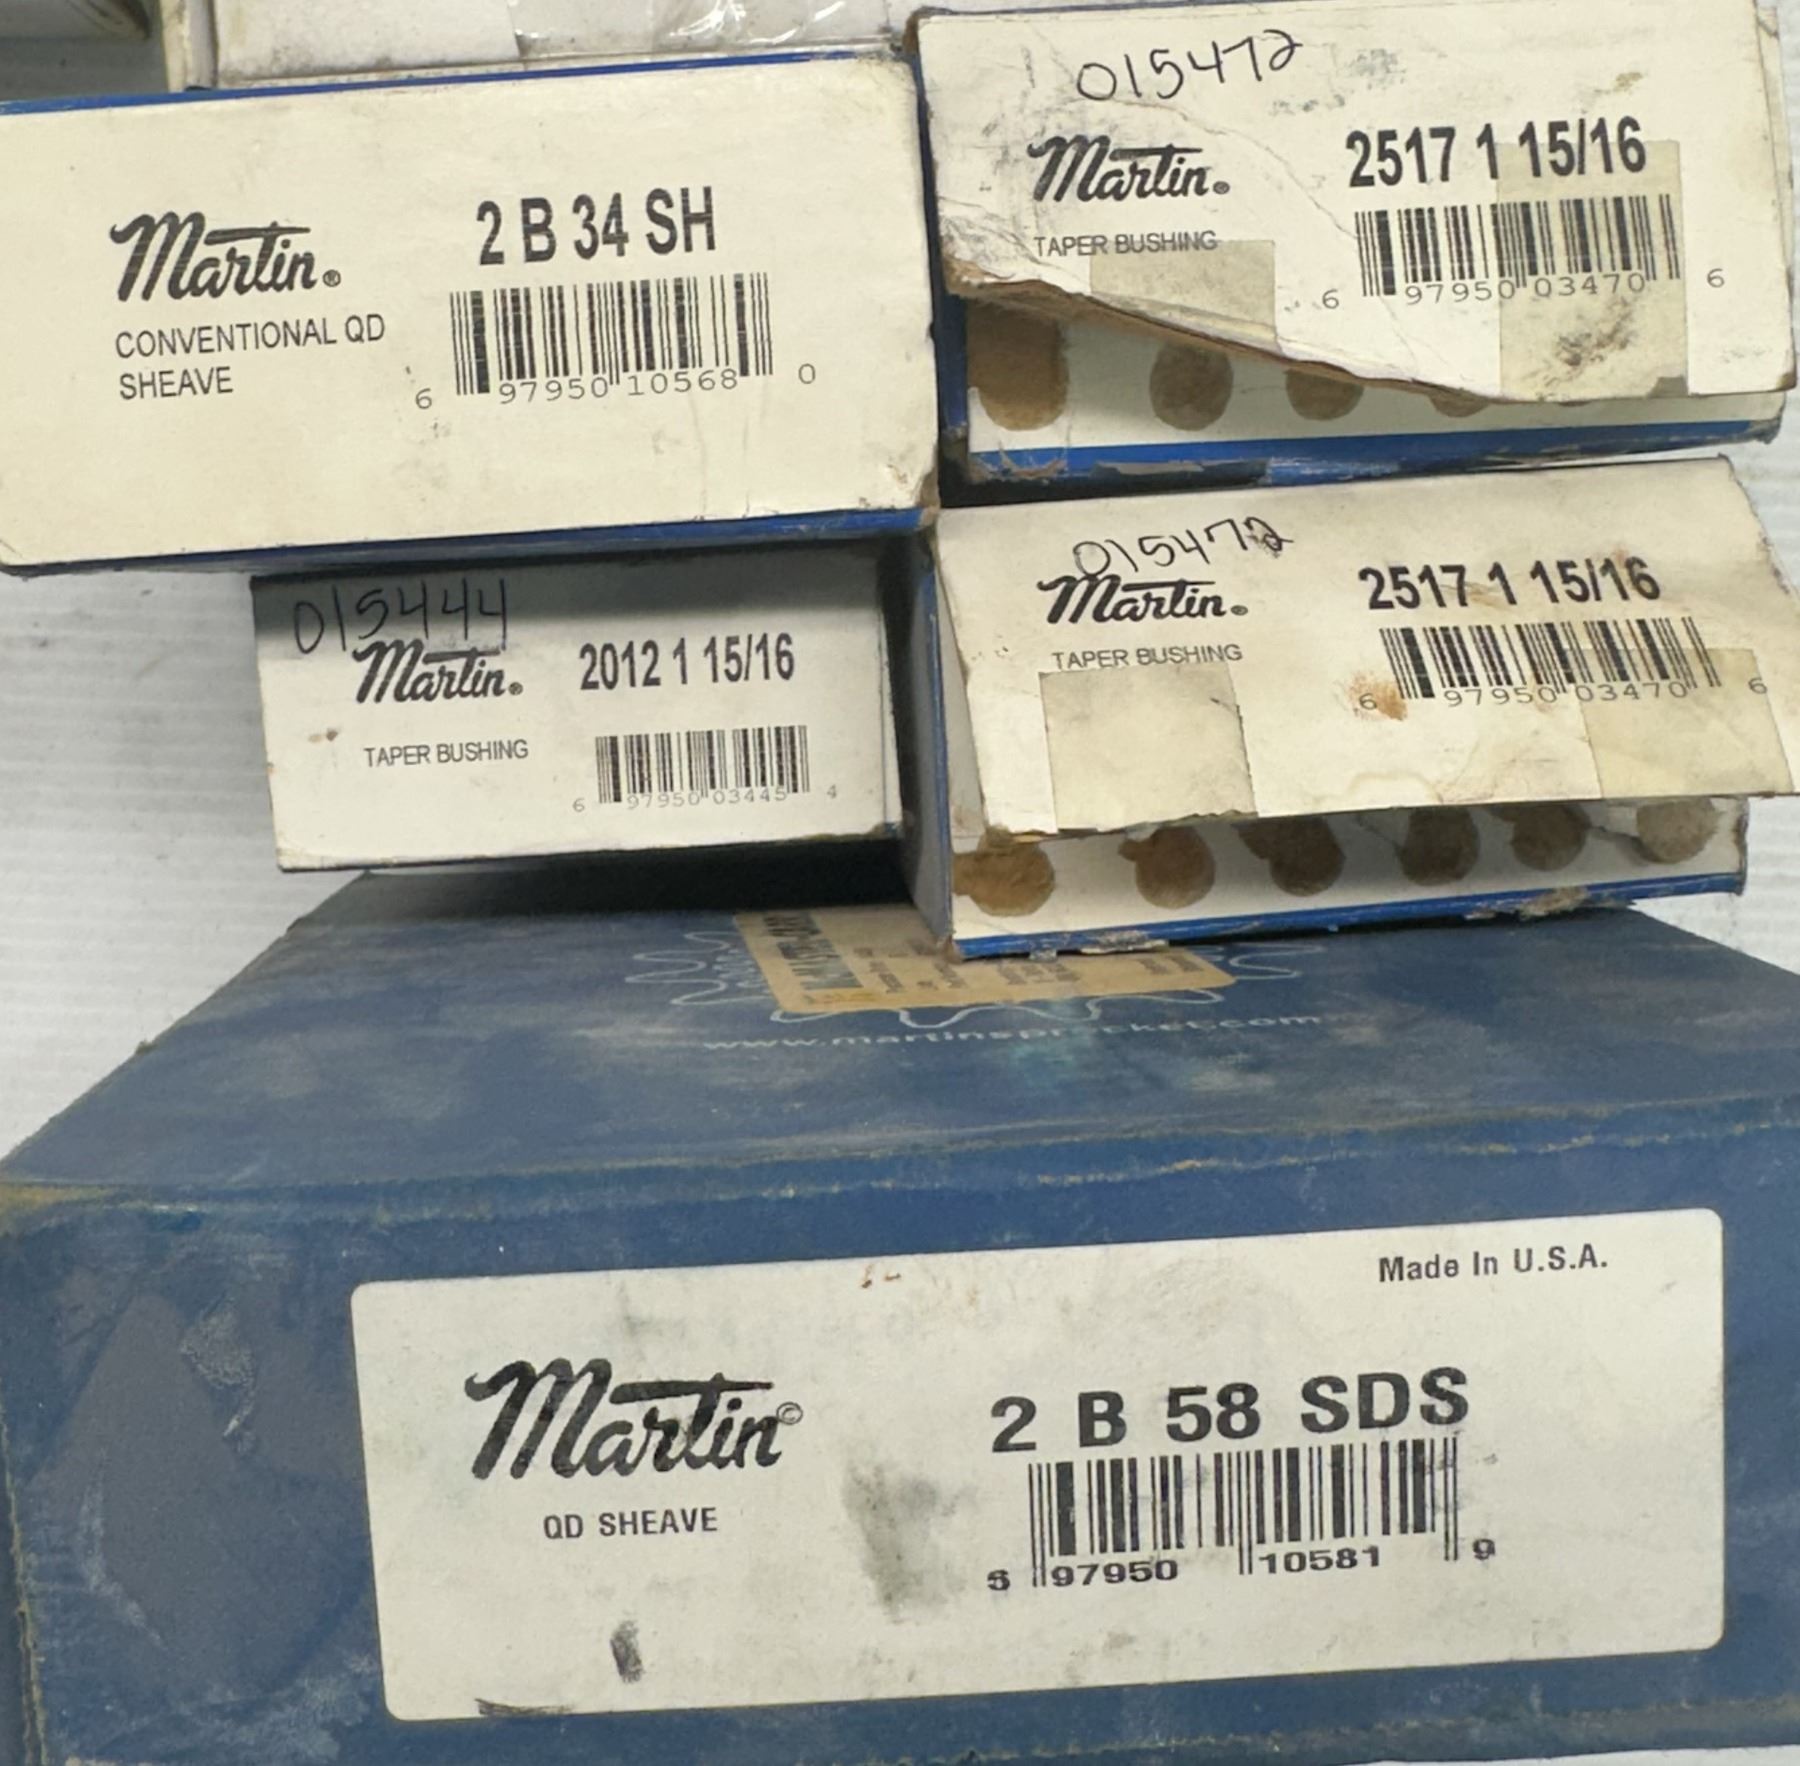 Martin®
2 B 34 SH
CONVENTIONAL QD
SHEAVE
6 97950 10568 0
015472
Martin®
2517 1 15/16
TAPER BUSHING
6 97950 03470 6
015444
Martin®
2012 1 15/16
TAPER BUSHING
6 97950 03445 4
015472
Martin®
2517 1 15/16
TAPER BUSHING
6 97950 03470 6
www.martinsprocket.com
Made In U.S.A.
Martin©
2 B 58 SDS
QD SHEAVE
6 97950 10581 9